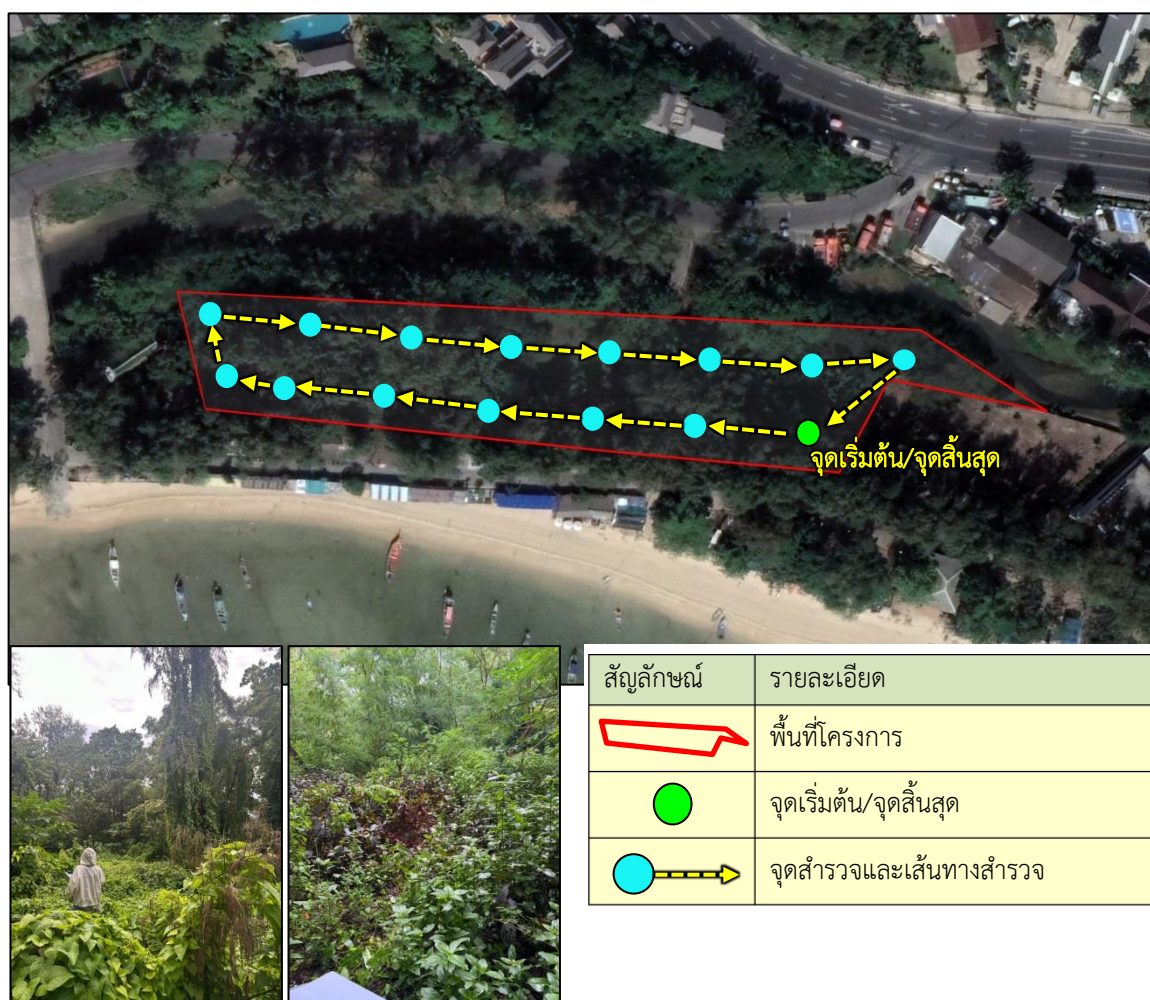 จุดเริ่มต้น/จุดสิ้นสุด
สัญลักษณ์ รายละเอียด
พื้นที่โครงการ
จุดเริ่มต้น/จุดสิ้นสุด
จุดสำรวจและเส้นทางสำรวจ